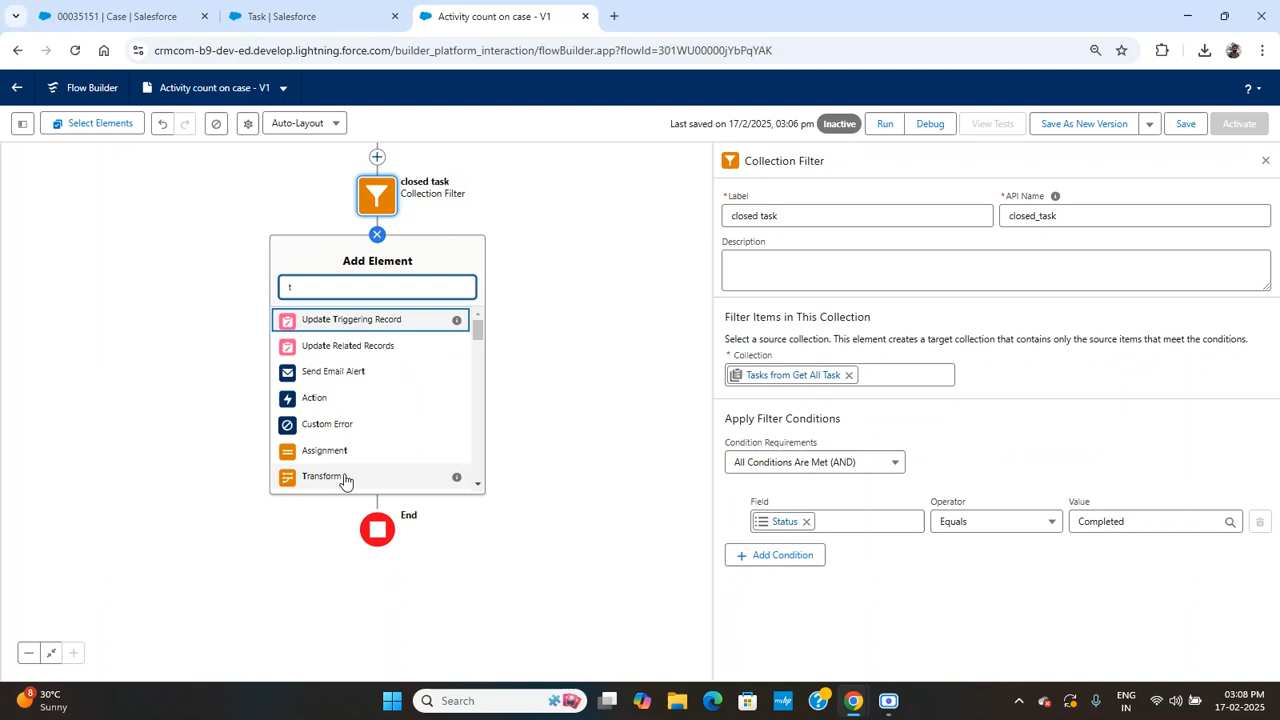 00035151 | Case | Salesforce
Task | Salesforce
Activity count on case - V1
crmcom-b9-dev-ed.develop.lightning.force.com/builder_platform_interaction/flowBuilder.app?flowId=301WU00000jYbPqYAK
Flow Builder
Activity count on case - V1
?
Select Elements
Auto-Layout
Last saved on 17/2/2025, 03:06 pm
Inactive
Run
Debug
View Tests
Save As New Version
Save
Activate
closed task
Collection Filter
Add Element
t
Update Triggering Record
Update Related Records
Send Email Alert
Action
Custom Error
Assignment
Transform
End
Collection Filter
* Label
closed task
* API Name
closed_task
Description
Filter Items in This Collection
Select a source collection. This element creates a target collection that contains only the source items that meet the conditions.
* Collection
Tasks from Get All Task
Apply Filter Conditions
Condition Requirements
All Conditions Are Met (AND)
Field
Status
Operator
Equals
Value
Completed
Add Condition
8
30°C
Sunny
Search
ENG
IN
03:08 PM
17-02-2025